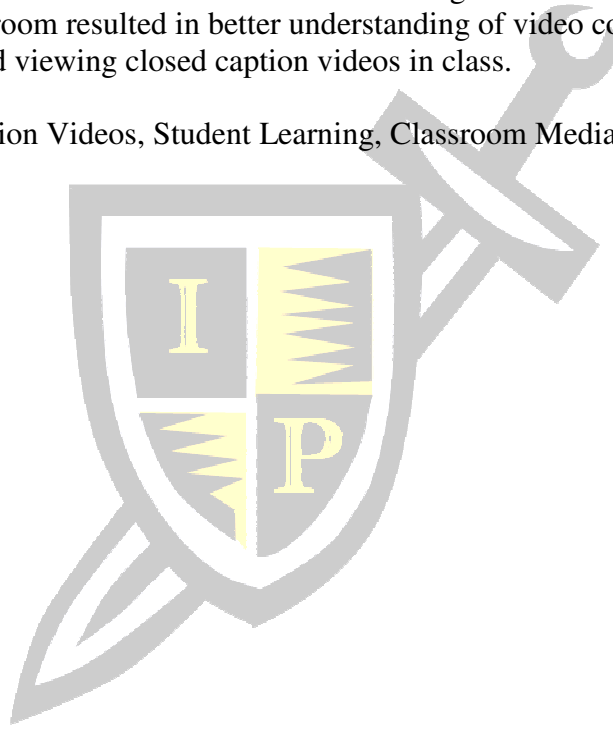 room resulted in better understanding of video co
d viewing closed caption videos in class.
ion Videos, Student Learning, Classroom Media
I
P